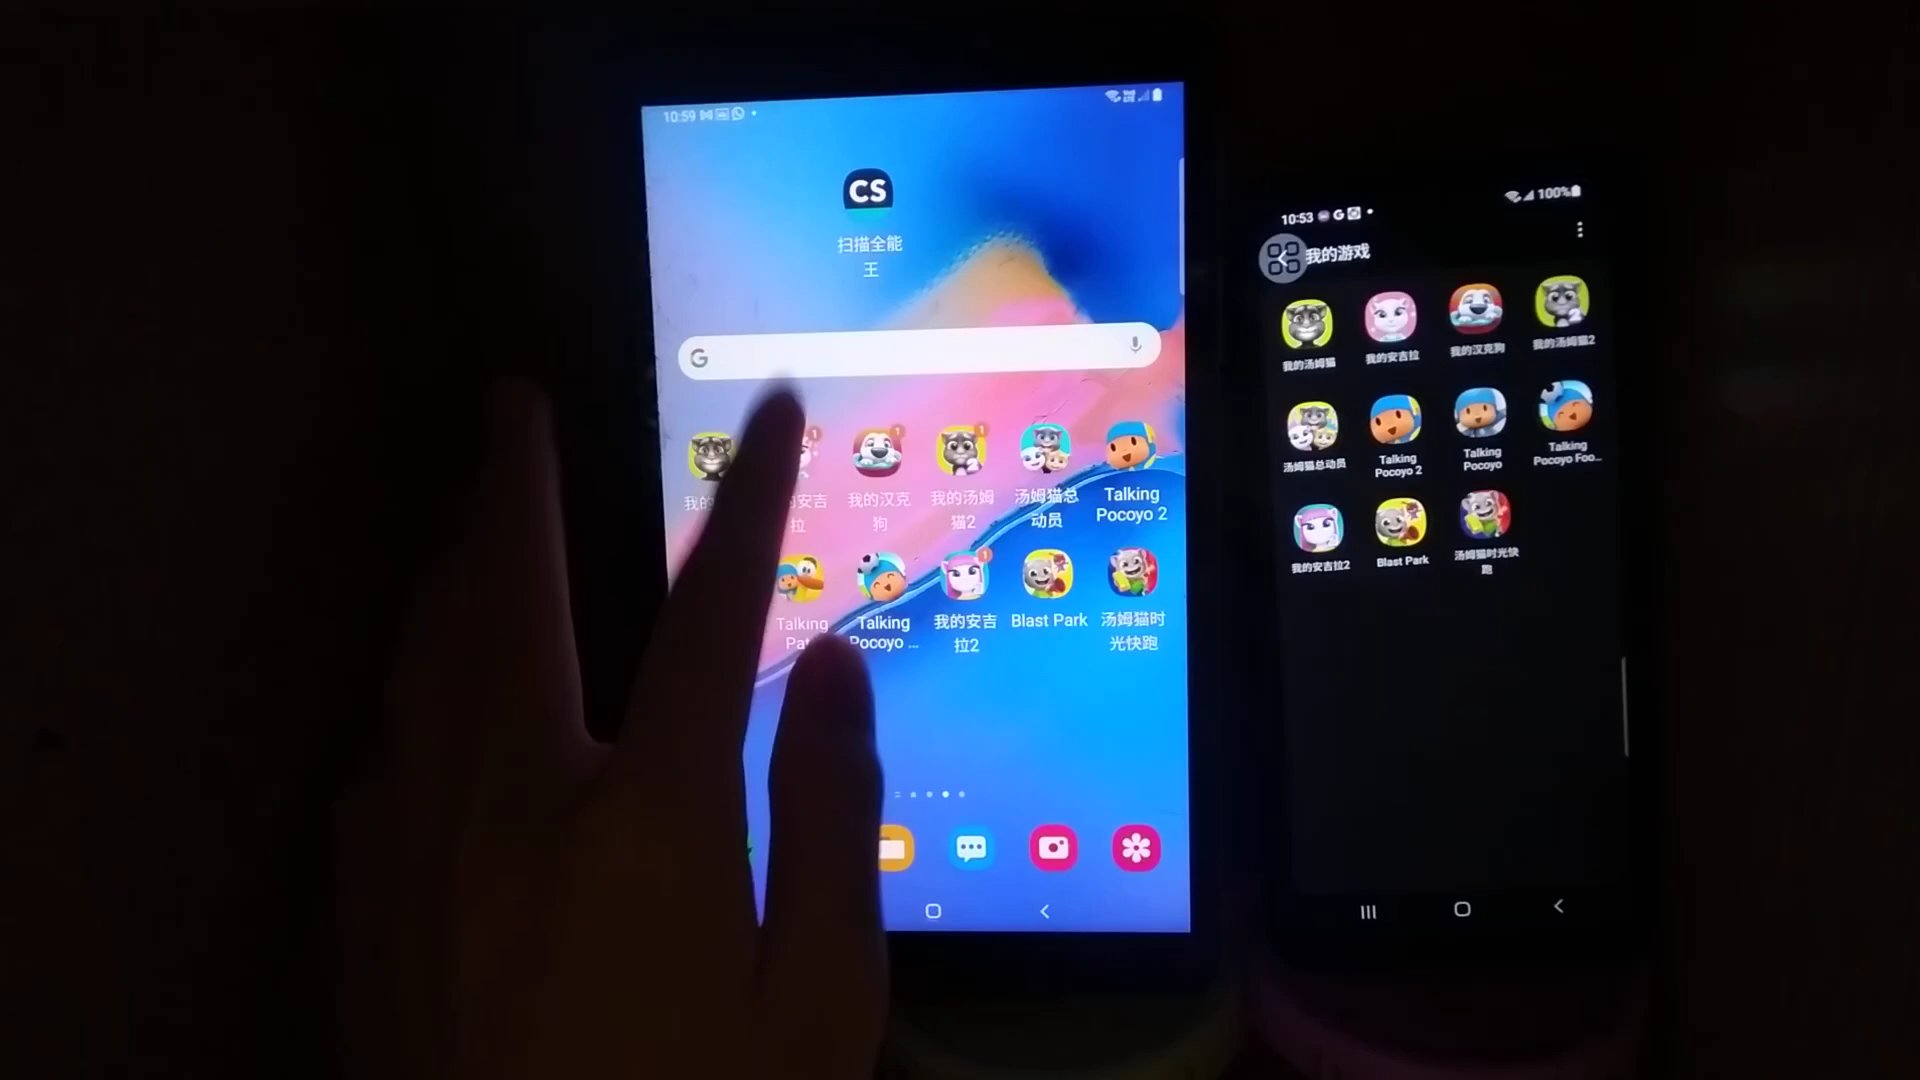 10:59
CS
扫描全能
王
G
我的
的安吉
拉
我的汉克
狗
我的汤姆
猫2
汤姆猫总
动员
Talking
Pocoyo 2
Talking
Talking
Pocoyo ...
我的安吉
拉2
Blast Park
汤姆猫时
光快跑
10:53
G
100%
我的游戏
我的汤姆猫
我的安吉拉
我的汉克狗
我的汤姆猫2
汤姆猫总动员
Talking
Pocoyo 2
Talking
Pocoyo
Talking
Pocoyo Foo...
我的安吉拉2
Blast Park
汤姆猫时光快
跑